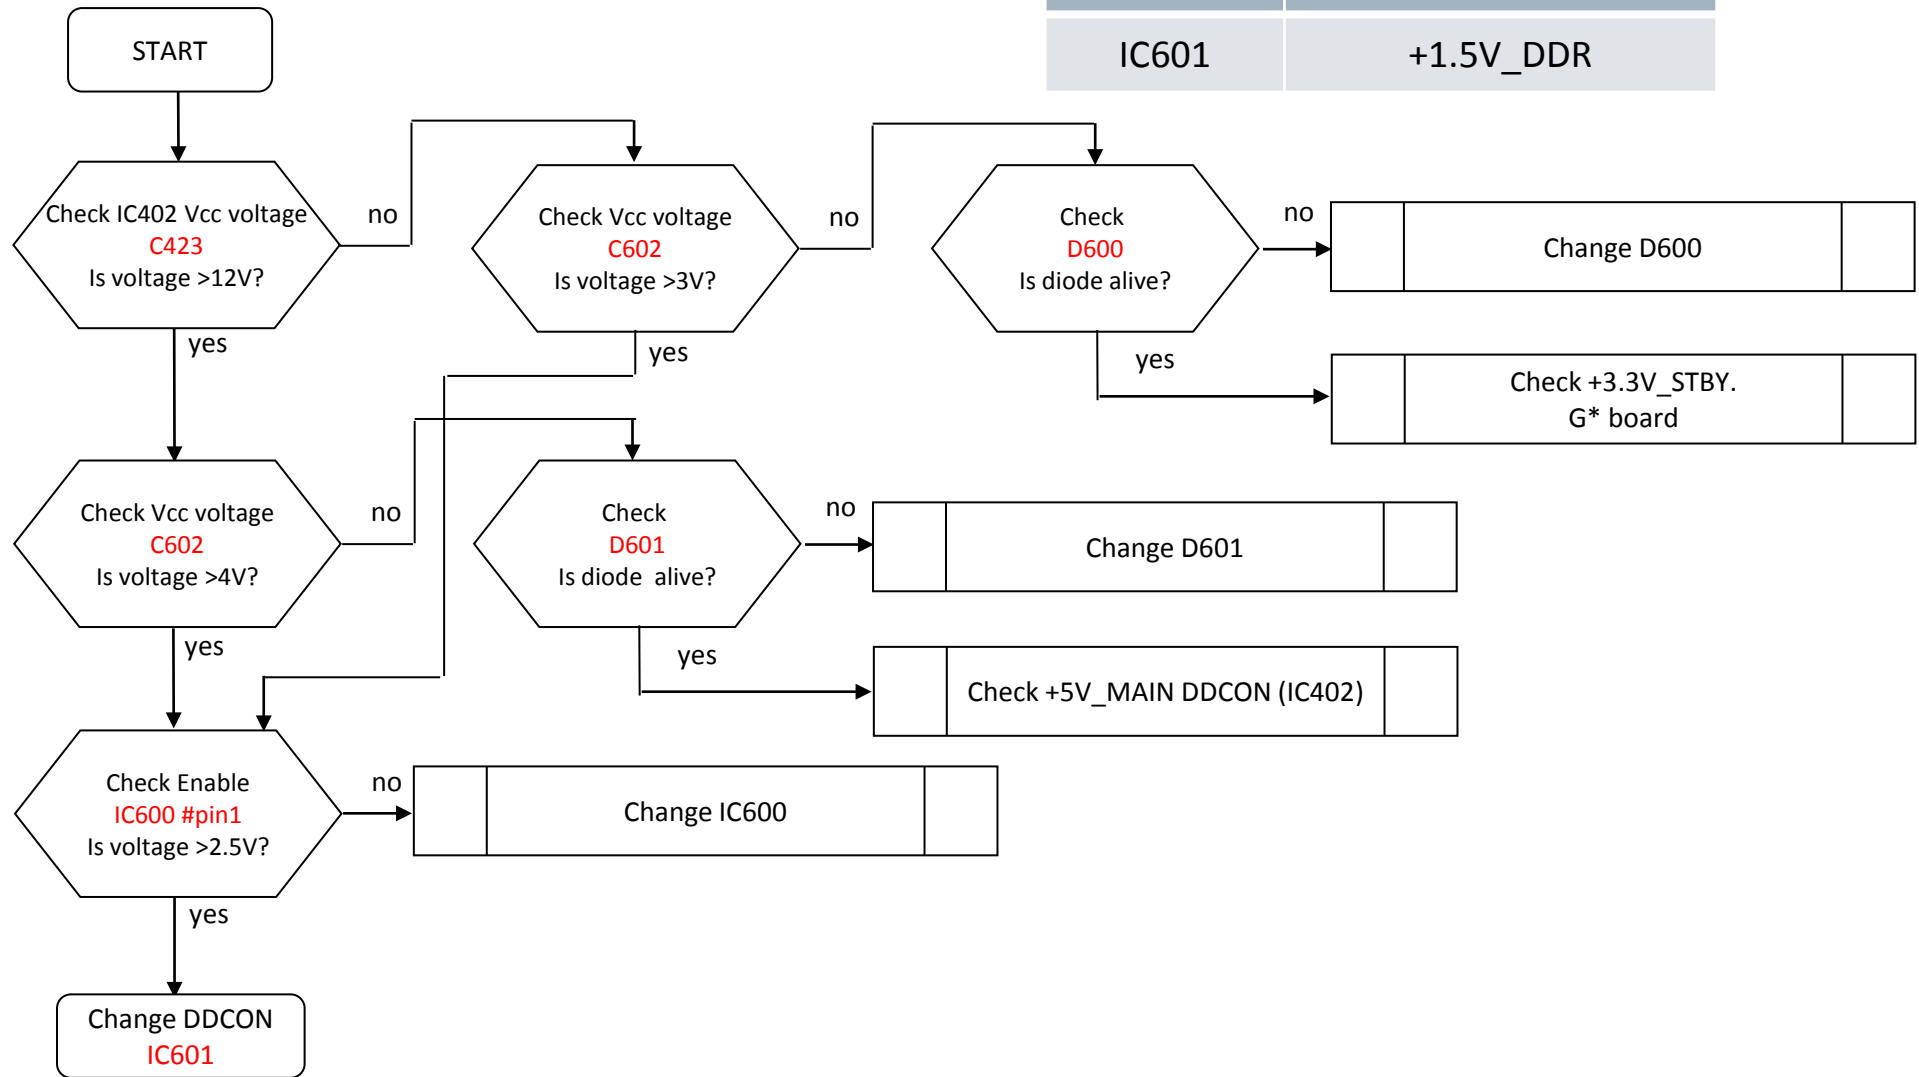 IC601 +1.5V_DDR
START
Check IC402 Vcc voltage
C423
Is voltage >12V?
no
yes
Check Vcc voltage
C602
Is voltage >3V?
no
yes
Check
D600
Is diode alive?
no
Change D600
yes
Check +3.3V_STBY.
G* board
Check Vcc voltage
C602
Is voltage >4V?
no
yes
Check
D601
Is diode  alive?
no
Change D601
yes
Check +5V_MAIN DDCON (IC402)
Check Enable
IC600 #pin1
Is voltage >2.5V?
no
Change IC600
yes
Change DDCON
IC601